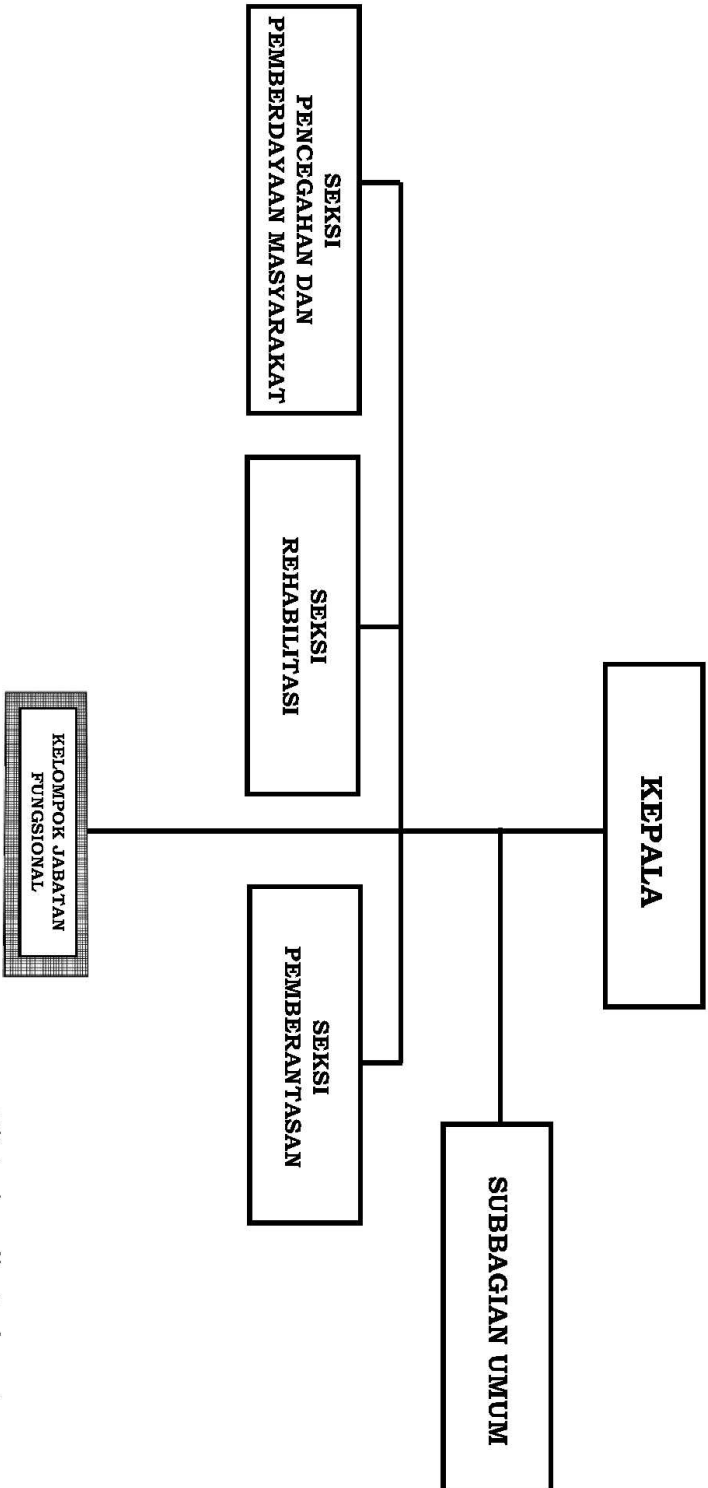 KEPALA
SUBBAGIAN UMUM
SEKSI
PENCEGAHAN DAN
PEMBERDAYAAN MASYARAKAT
SEKSI
REHABILITASI
SEKSI
PEMBERANTASAN
KELOMPOK JABATAN
FUNGSIONAL